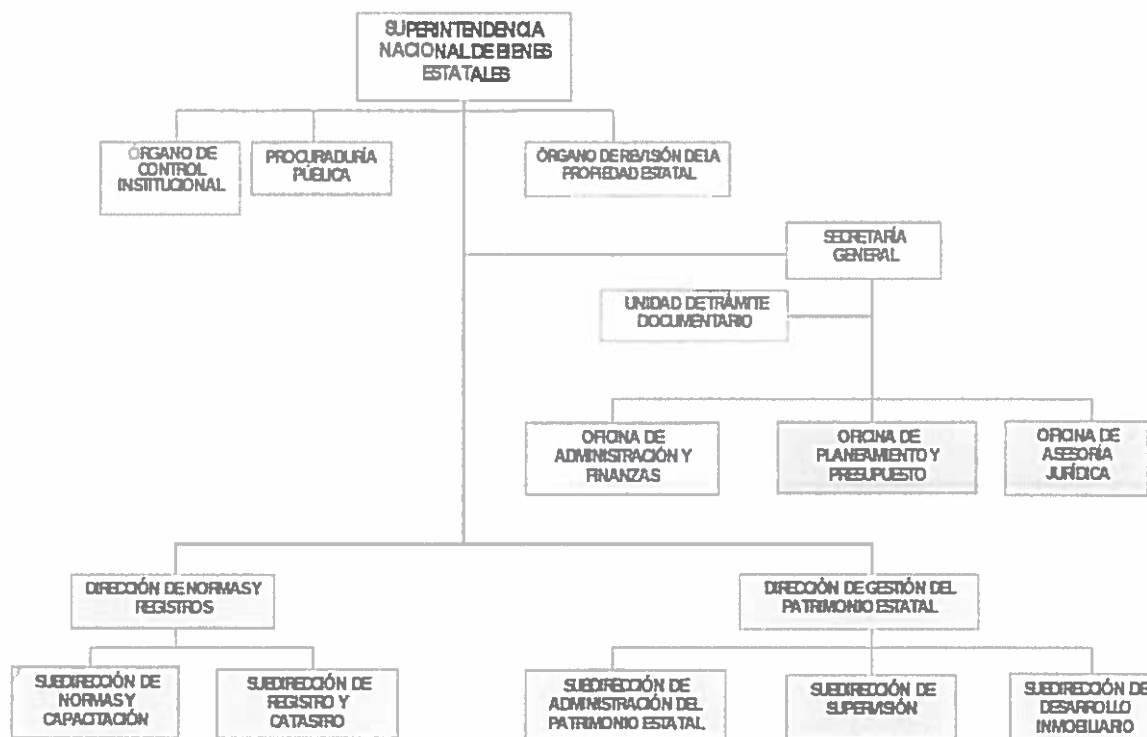 SUPERINTENDENCIA
NACIONAL DE BIENES
ESTATALES
ÓRGANO DE
CONTROL
INSTITUCIONAL
PROCURADURÍA
PÚBLICA
ÓRGANO DE REVISIÓN DE LA
PROPIEDAD ESTATAL
SECRETARÍA
GENERAL
UNIDAD DE TRÁMITE
DOCUMENTARIO
OFICINA DE
ADMINISTRACIÓN Y
FINANZAS
OFICINA DE
PLANEAMIENTO Y
PRESUPUESTO
OFICINA DE
ASESORÍA
JURÍDICA
DIRECCIÓN DE NORMAS Y
REGISTROS
DIRECCIÓN DE GESTIÓN DEL
PATRIMONIO ESTATAL
SUBDIRECCIÓN DE
NORMAS Y
CAPACITACIÓN
SUBDIRECCIÓN DE
REGISTRO Y
CATASTRO
SUBDIRECCIÓN DE
ADMINISTRACIÓN DEL
PATRIMONIO ESTATAL
SUBDIRECCIÓN DE
SUPERVISIÓN
SUBDIRECCIÓN DE
DESARROLLO
INMOBILIARIO